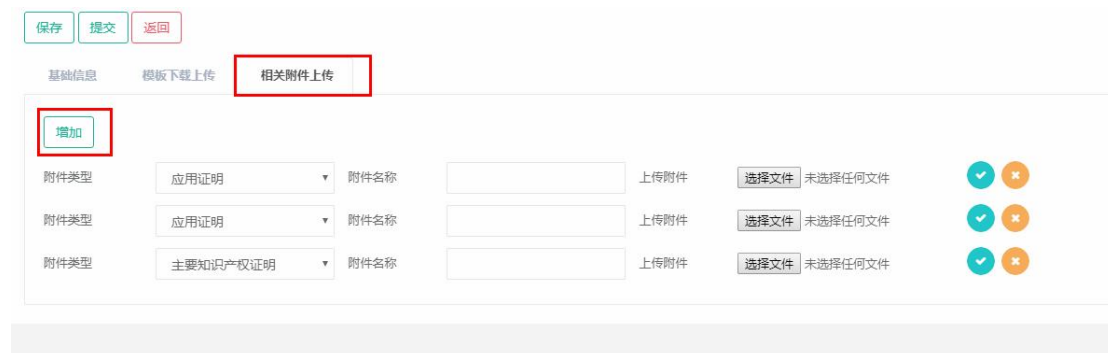 保存 提交 返回
基础信息 模板下载上传 相关附件上传
增加
附件类型 应用证明 附件名称 上传附件 选择文件 未选择任何文件
附件类型 应用证明 附件名称 上传附件 选择文件 未选择任何文件
附件类型 主要知识产权证明 附件名称 上传附件 选择文件 未选择任何文件